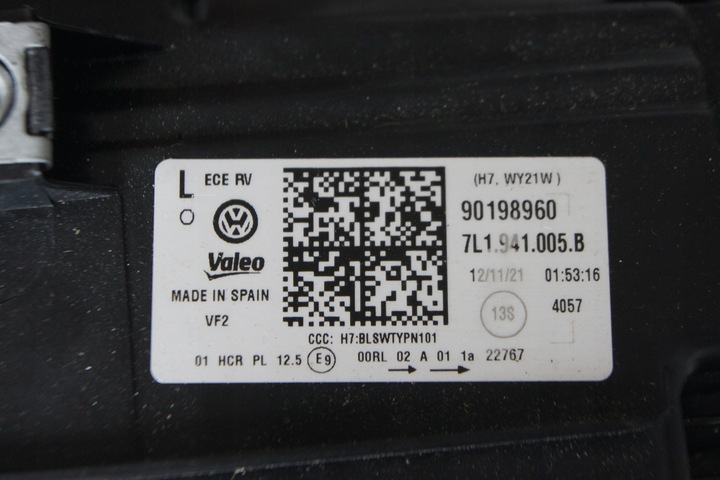 L ECE RV
(H7, WY21W)
90198960
7L1.941.005.B
Valeo
12/11/21 01:53:16
MADE IN SPAIN
VF2
13S
4057
CCC: H7:BLSWTYPN101
01 HCR PL 12.5 E9 00RL 02 A 01 1a 22767